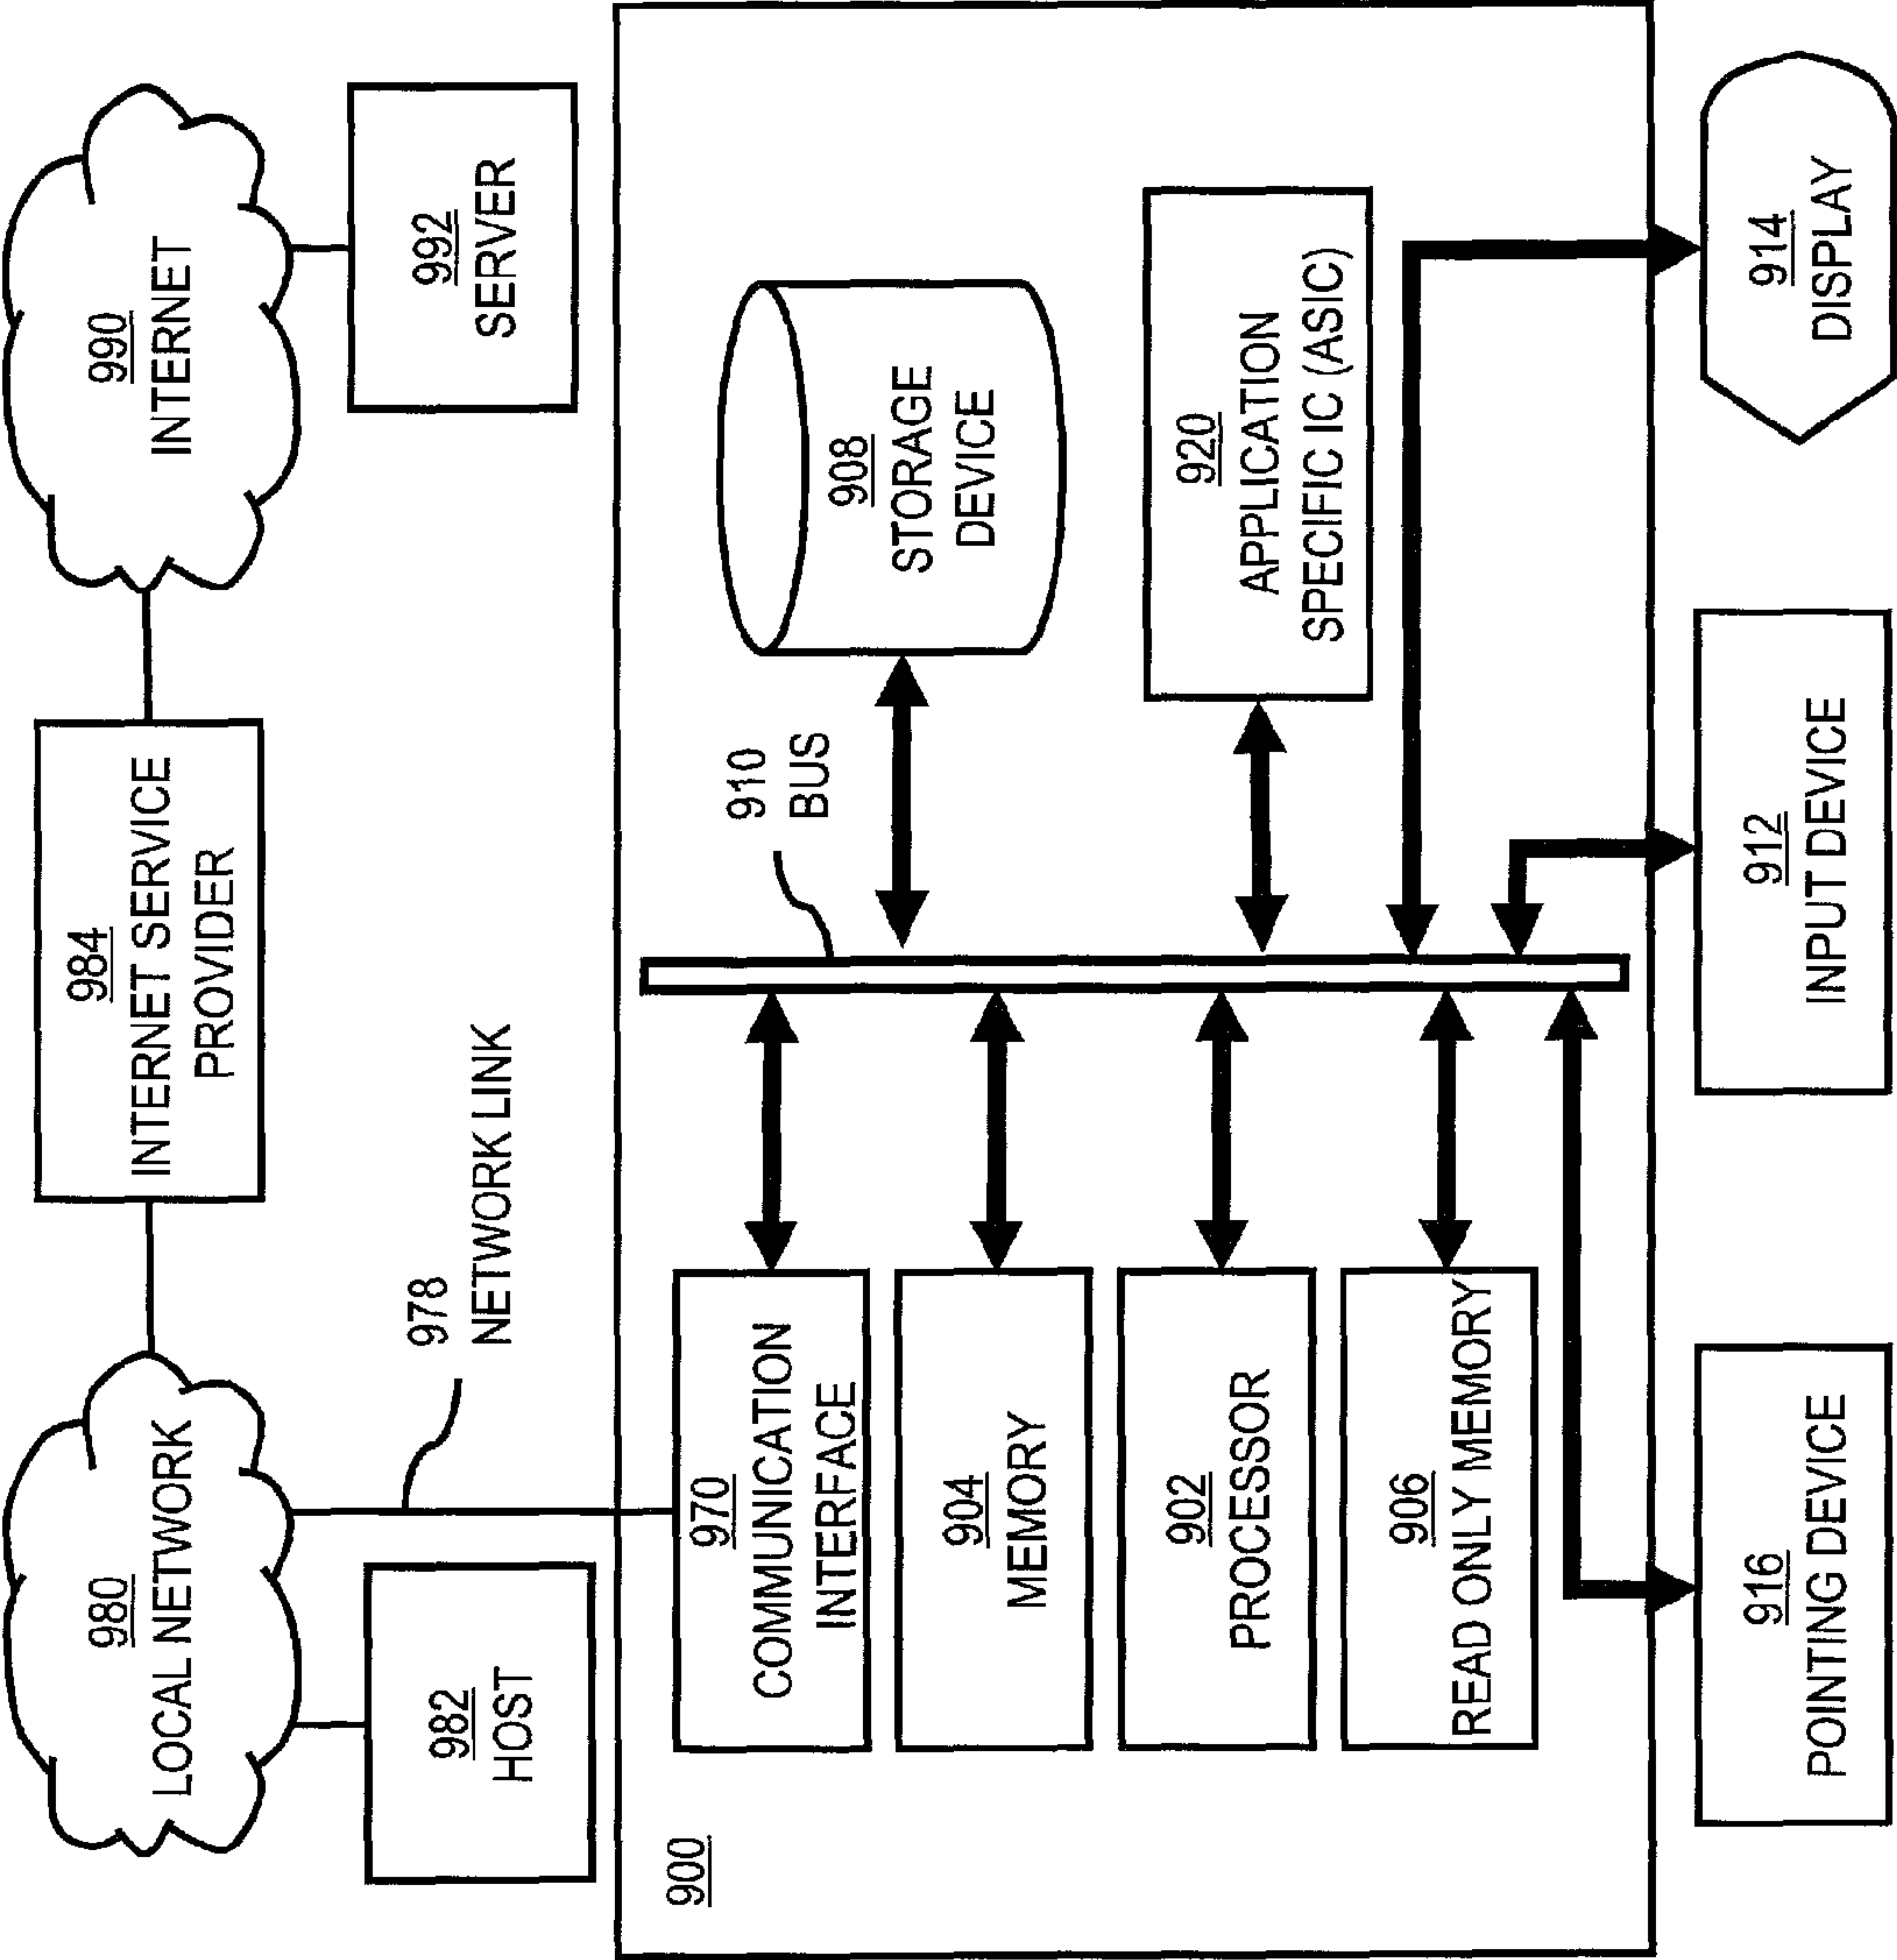 980
LOCAL NETWORK
984
INTERNET SERVICE
PROVIDER
990
INTERNET
982
HOST
978
NETWORK LINK
992
SERVER
900
970
COMMUNICATION
INTERFACE
910
BUS
908
STORAGE
DEVICE
904
MEMORY
902
PROCESSOR
920
APPLICATION
SPECIFIC IC (ASIC)
906
READ ONLY MEMORY
916
POINTING DEVICE
912
INPUT DEVICE
914
DISPLAY